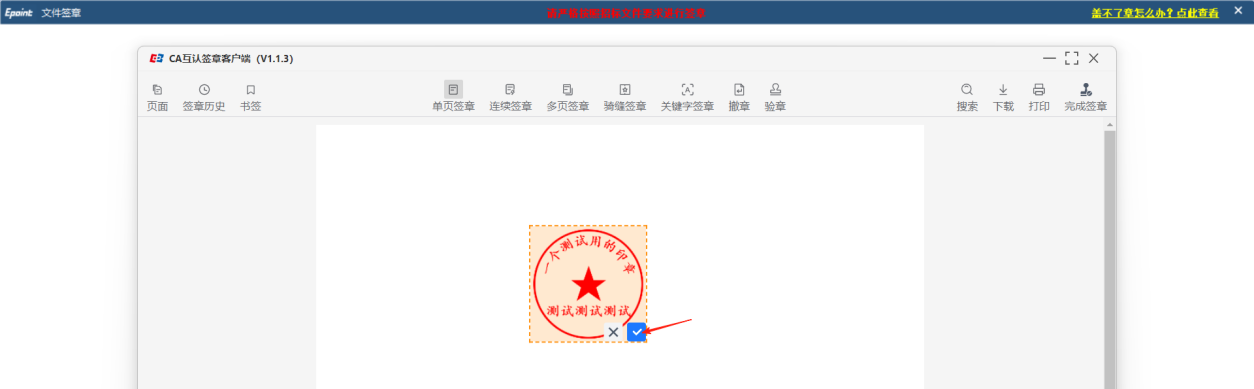 Epoint 文件签章
盖不了章怎么办？点此查看
CA互认签章客户端（V1.1.3）
页面 签章历史 书签 单页签章 连续签章 多页签章 骑缝签章 关键字签章 撤章 验章 搜索 下载 打印 完成签章
一个测试用的印章
测试测试测试